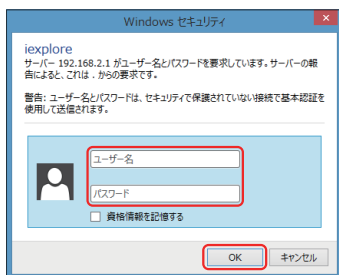 Windows セキュリティ
iexplore
サーバー 192.168.2.1 がユーザー名とパスワードを要求しています。サーバーの報
告によると、これは . からの要求です。
警告: ユーザー名とパスワードは、セキュリティで保護されていない接続で基本認証を
使用して送信されます。
ユーザー名
パスワード
資格情報を記憶する
OK
キャンセル